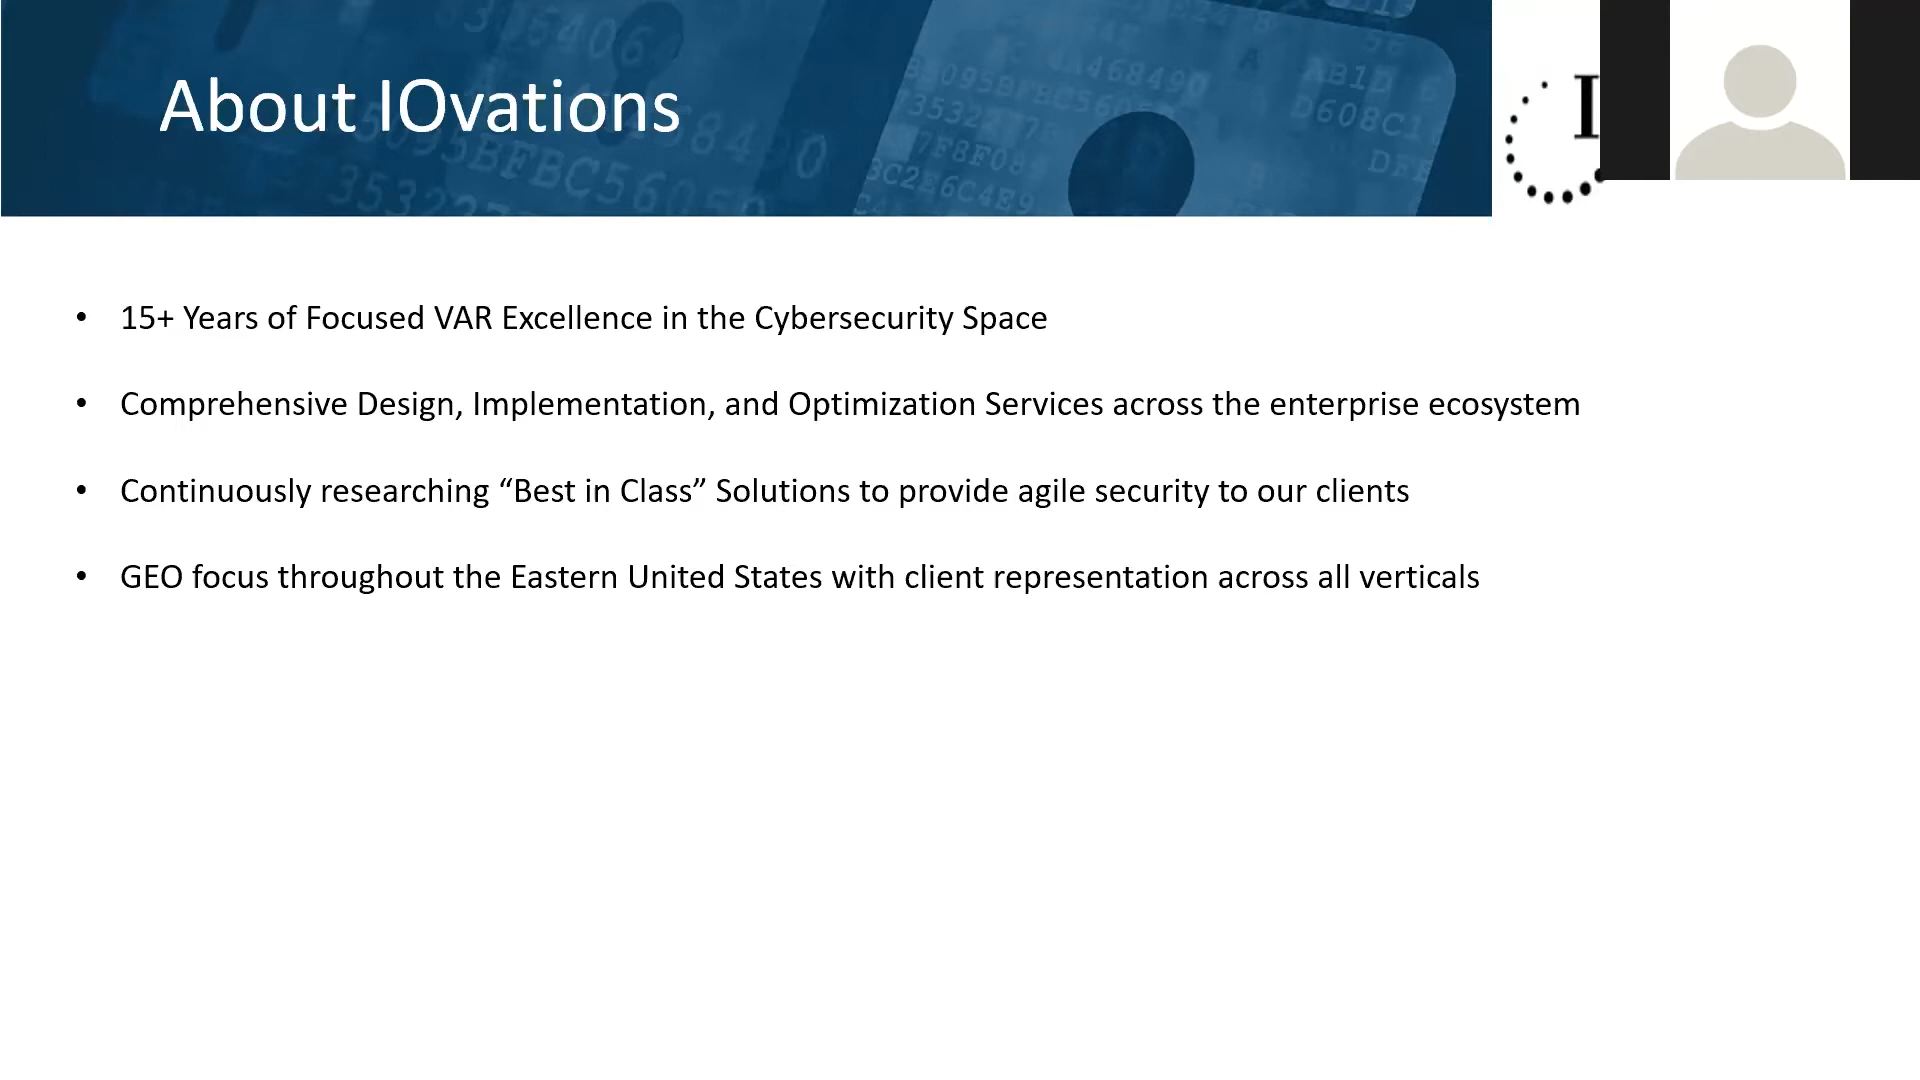 About IOvations
I
• 15+ Years of Focused VAR Excellence in the Cybersecurity Space
• Comprehensive Design, Implementation, and Optimization Services across the enterprise ecosystem
• Continuously researching “Best in Class” Solutions to provide agile security to our clients
• GEO focus throughout the Eastern United States with client representation across all verticals